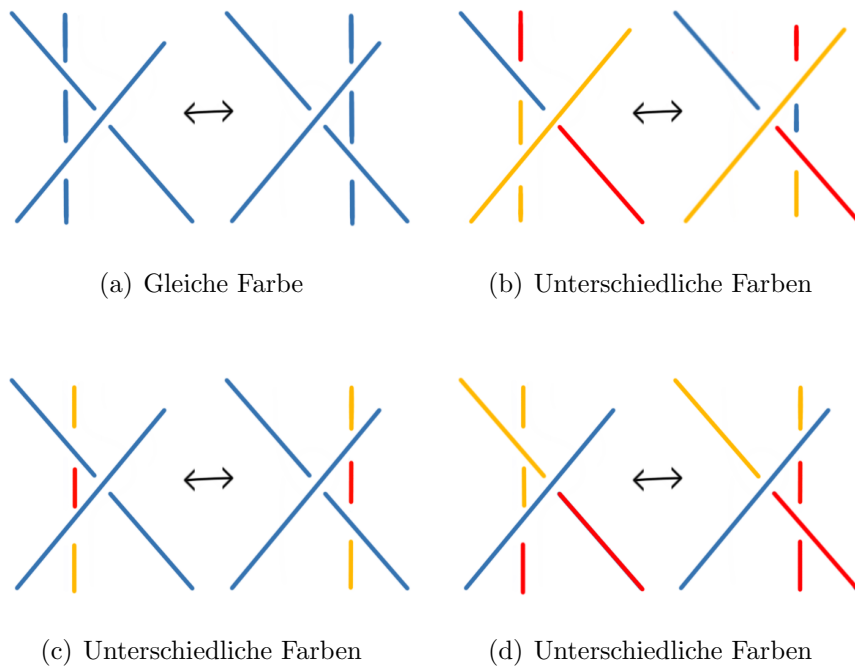 (a) Gleiche Farbe
(b) Unterschiedliche Farben
(c) Unterschiedliche Farben
(d) Unterschiedliche Farben